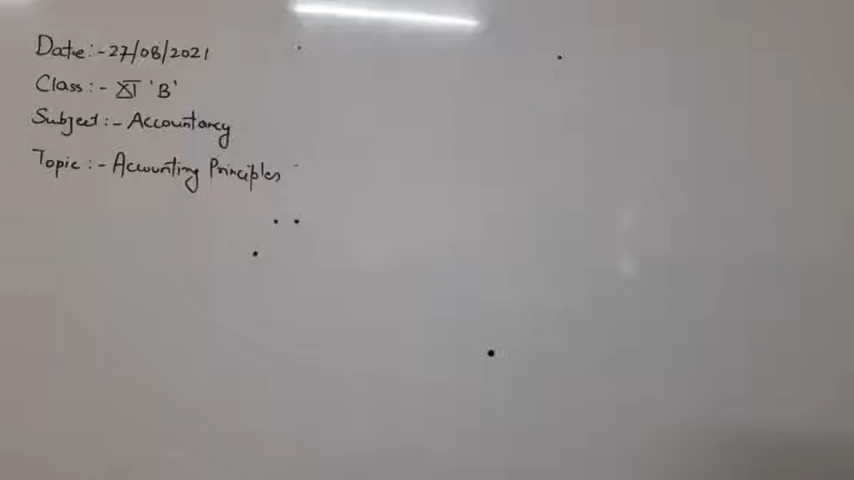 Date:-27/08/2021
Class:- XI 'B'
Subject:- Accountancy
Topic:- Accounting Principles